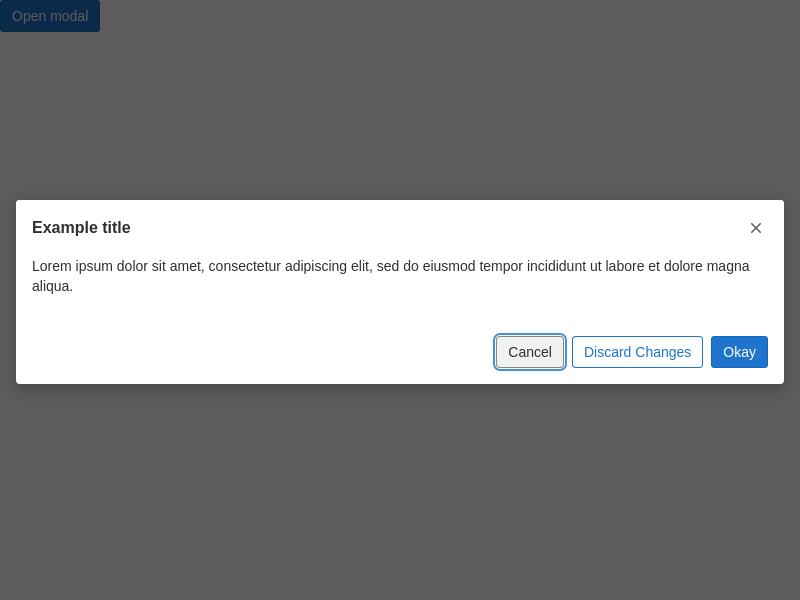 Open modal
Example title
Lorem ipsum dolor sit amet, consectetur adipiscing elit, sed do eiusmod tempor incididunt ut labore et dolore magna
aliqua.
Cancel Discard Changes Okay